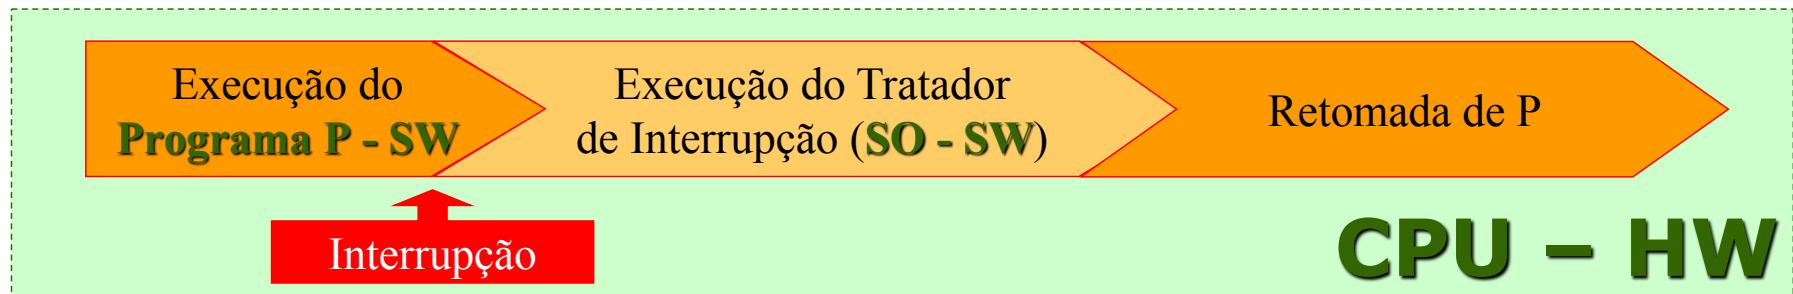 Execução do
Programa P - SW
Execução do Tratador
de Interrupção (SO - SW)
Retomada de P
Interrupção
CPU – HW